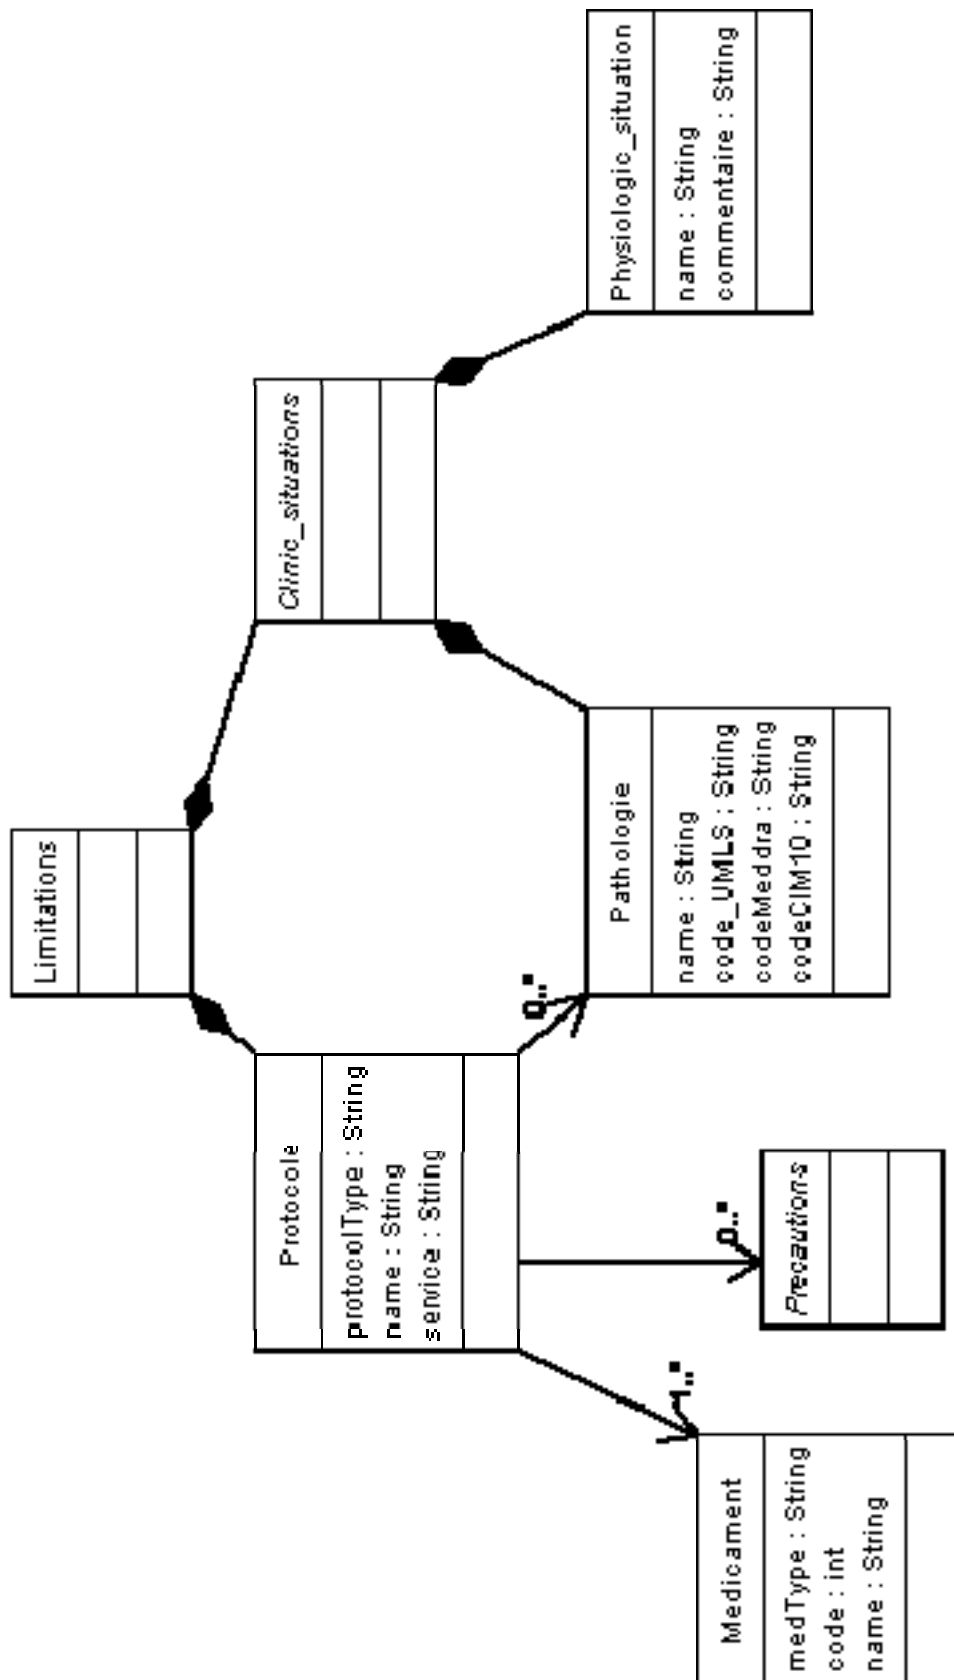 Limitations
Protocole
protocolType : String
name : String
service : String
Clinic_situations
Medicament
medType : String
code : int
name : String
1..*
Precautions
0..*
Pathologie
name : String
code_UMLS : String
codeMeddra : String
codeCIM10 : String
0..*
Physiologic_situation
name : String
commentaire : String